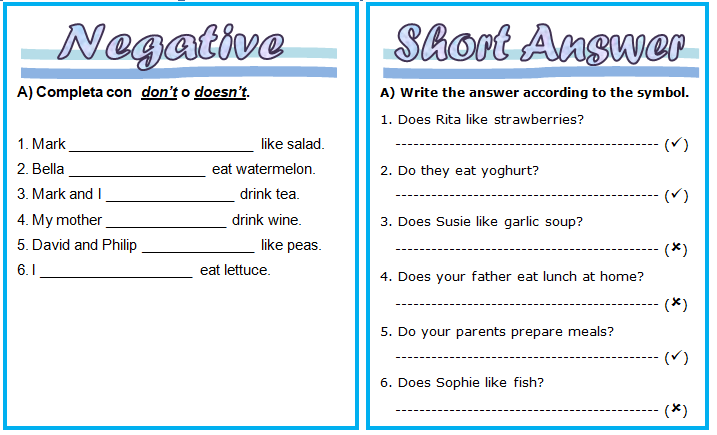 Negative
A) Completa con don't o doesn't.
1. Mark ______________________ like salad.
2. Bella ________________ eat watermelon.
3. Mark and I _______________ drink tea.
4. My mother ______________ drink wine.
5. David and Philip _____________ like peas.
6. I __________________ eat lettuce.
Short Answer
A) Write the answer according to the symbol.
1. Does Rita like strawberries?
--------------------------------------- (✓)
2. Do they eat yoghurt?
--------------------------------------- (✓)
3. Does Susie like garlic soup?
--------------------------------------- (✗)
4. Does your father eat lunch at home?
--------------------------------------- (✗)
5. Do your parents prepare meals?
--------------------------------------- (✓)
6. Does Sophie like fish?
--------------------------------------- (✗)